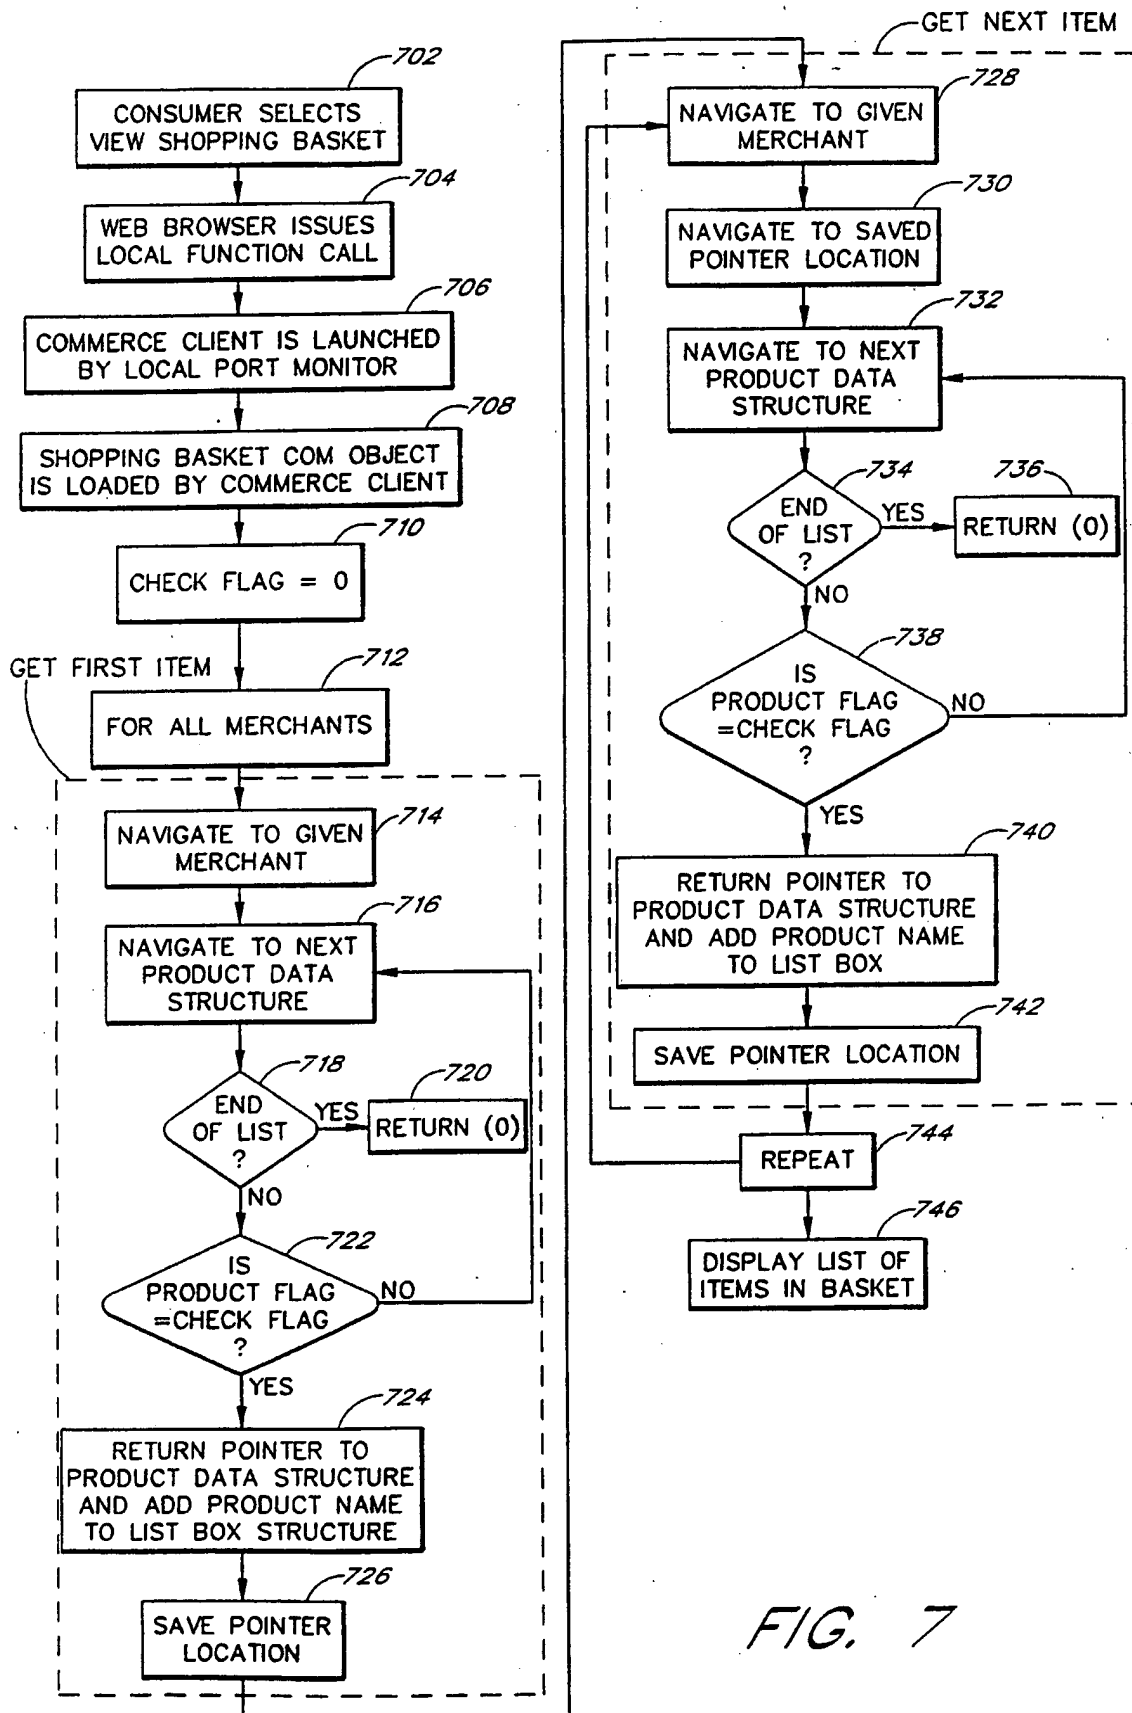 702
CONSUMER SELECTS
VIEW SHOPPING BASKET
704
WEB BROWSER ISSUES
LOCAL FUNCTION CALL
706
COMMERCE CLIENT IS LAUNCHED
BY LOCAL PORT MONITOR
708
SHOPPING BASKET COM OBJECT
IS LOADED BY COMMERCE CLIENT
710
CHECK FLAG = 0
GET FIRST ITEM
712
FOR ALL MERCHANTS
714
NAVIGATE TO GIVEN
MERCHANT
716
NAVIGATE TO NEXT
PRODUCT DATA
STRUCTURE
718
END
OF LIST
?
YES
720
RETURN (0)
NO
722
IS
PRODUCT FLAG
=CHECK FLAG
?
NO
YES
724
RETURN POINTER TO
PRODUCT DATA STRUCTURE
AND ADD PRODUCT NAME
TO LIST BOX STRUCTURE
726
SAVE POINTER
LOCATION
GET NEXT ITEM
728
NAVIGATE TO GIVEN
MERCHANT
730
NAVIGATE TO SAVED
POINTER LOCATION
732
NAVIGATE TO NEXT
PRODUCT DATA
STRUCTURE
734
END
OF LIST
?
YES
736
RETURN (0)
NO
738
IS
PRODUCT FLAG
=CHECK FLAG
?
NO
YES
740
RETURN POINTER TO
PRODUCT DATA STRUCTURE
AND ADD PRODUCT NAME
TO LIST BOX
742
SAVE POINTER LOCATION
744
REPEAT
746
DISPLAY LIST OF
ITEMS IN BASKET
FIG. 7